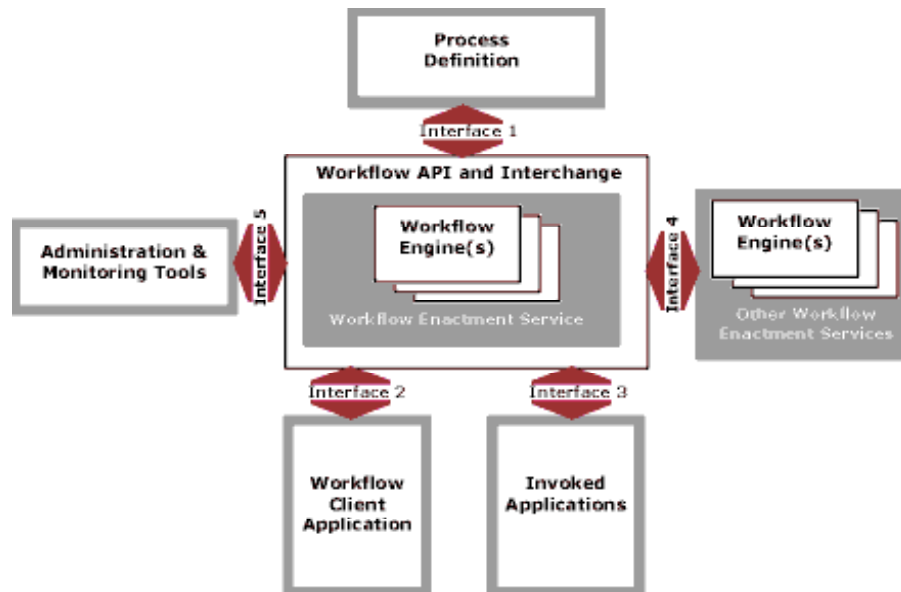 Process
Definition
Interface 1
Workflow API and Interchange
Workflow
Engine(s)
Workflow Enactment Service
Interface 5
Administration &
Monitoring Tools
Interface 4
Workflow
Engine(s)
Other Workflow
Enactment Services
Interface 2
Interface 3
Workflow
Client
Application
Invoked
Applications